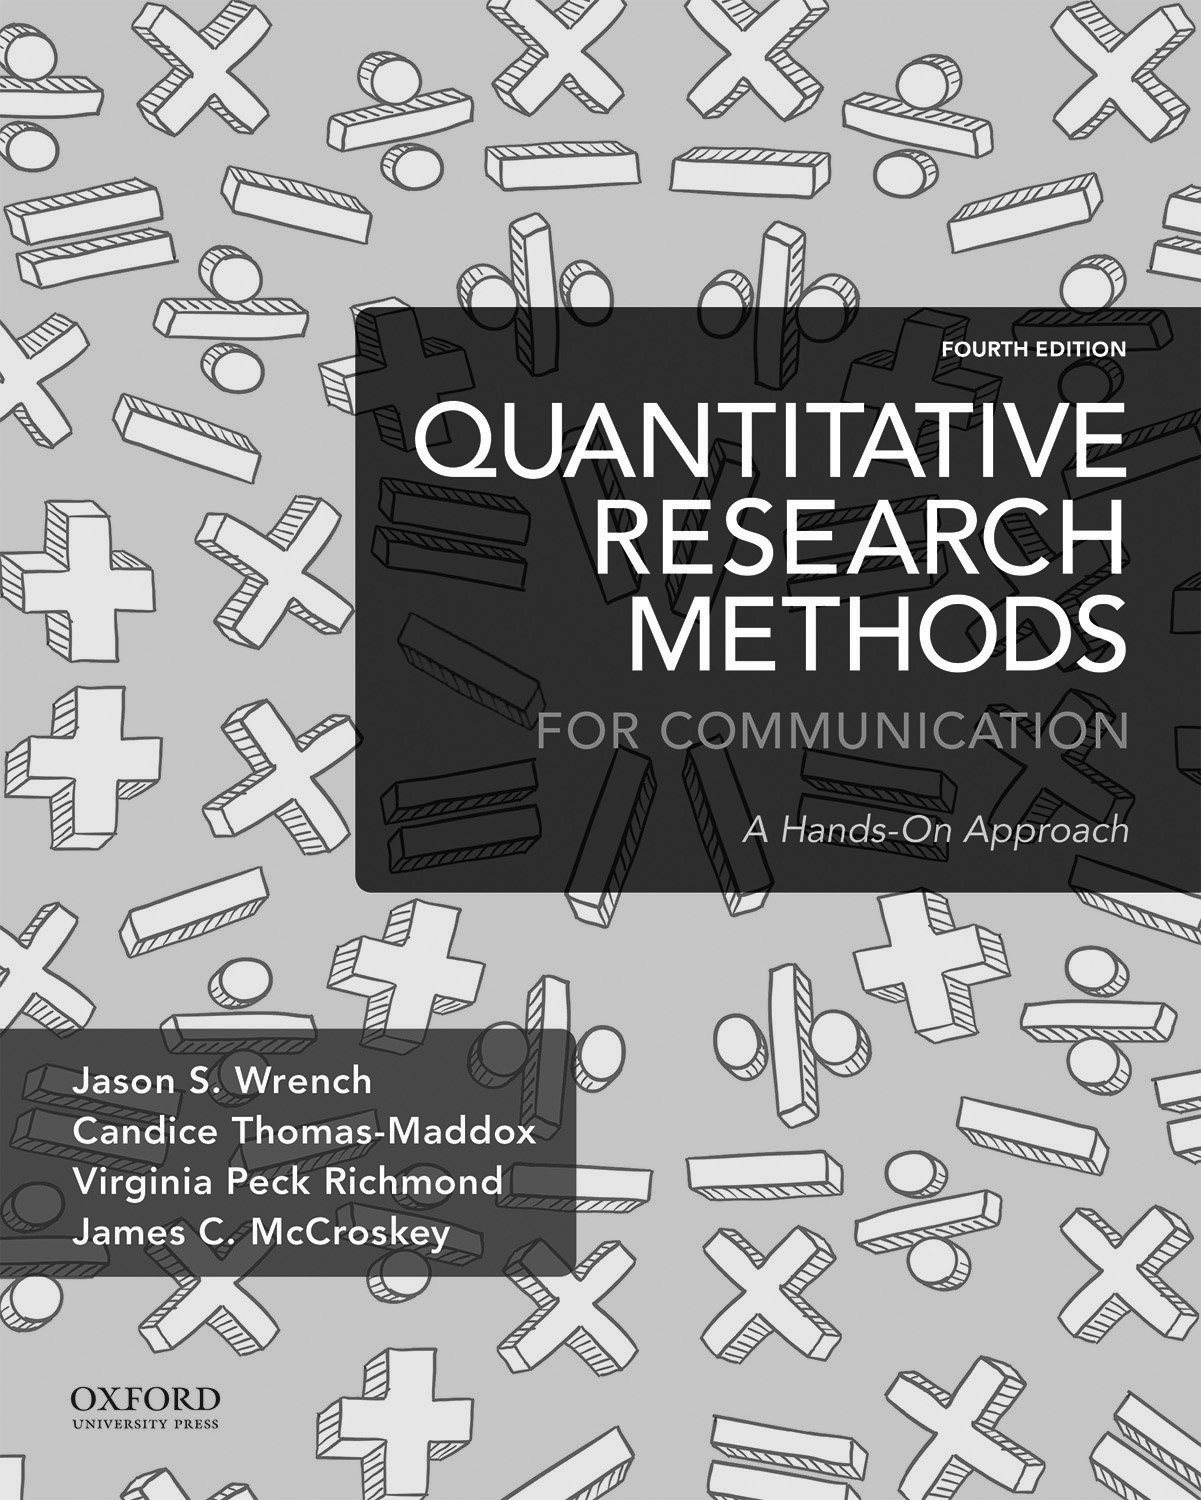 FOURTH EDITION
QUANTITATIVE
RESEARCH
METHODS
FOR COMMUNICATION
A Hands-On Approach
Jason S. Wrench
Candice Thomas-Maddox
Virginia Peck Richmond
James C. McCroskey
OXFORD
UNIVERSITY PRESS